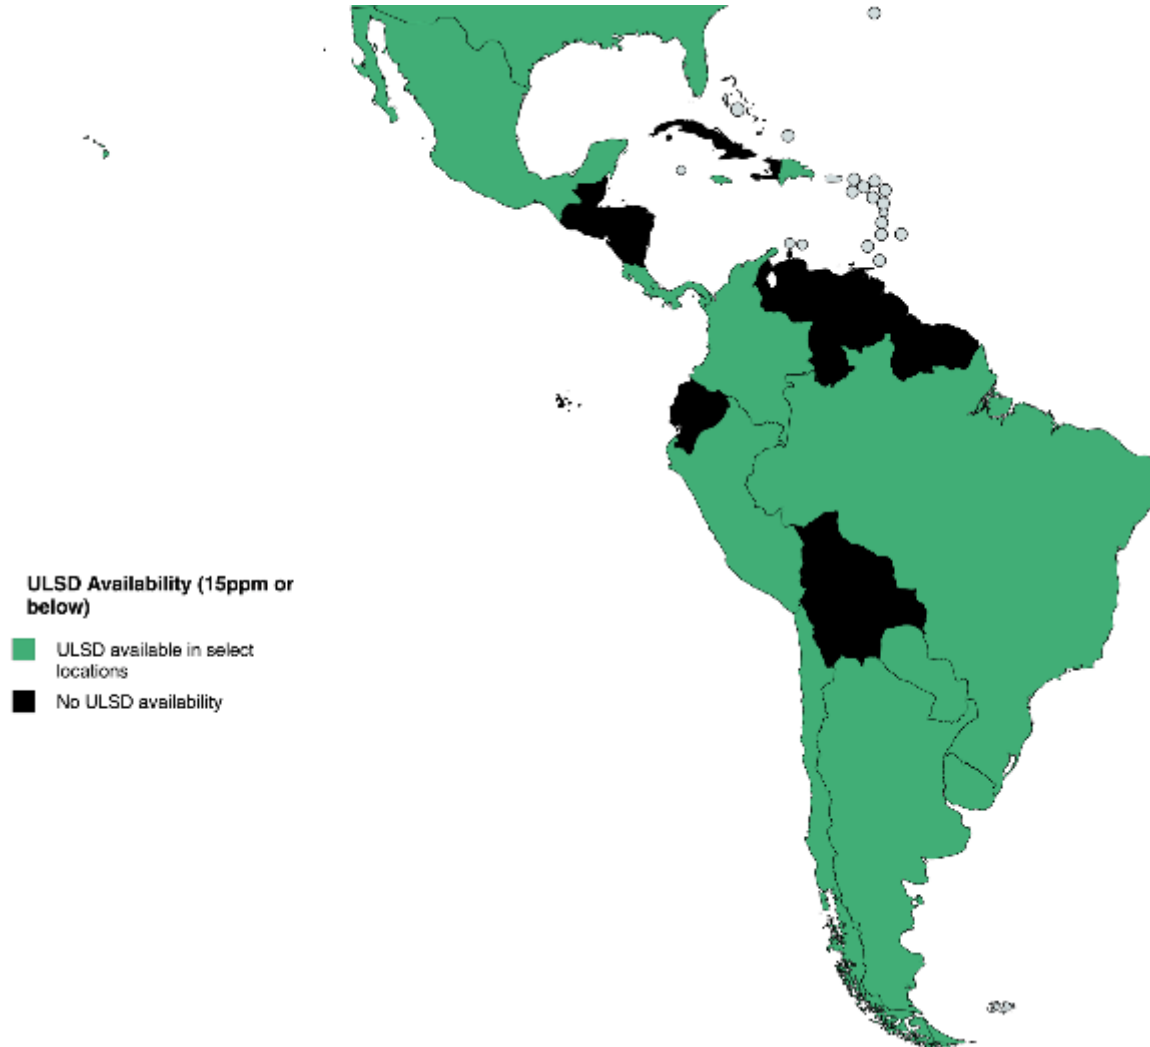 ULSD Availability (15ppm or
below)
ULSD available in select
locations
No ULSD availability